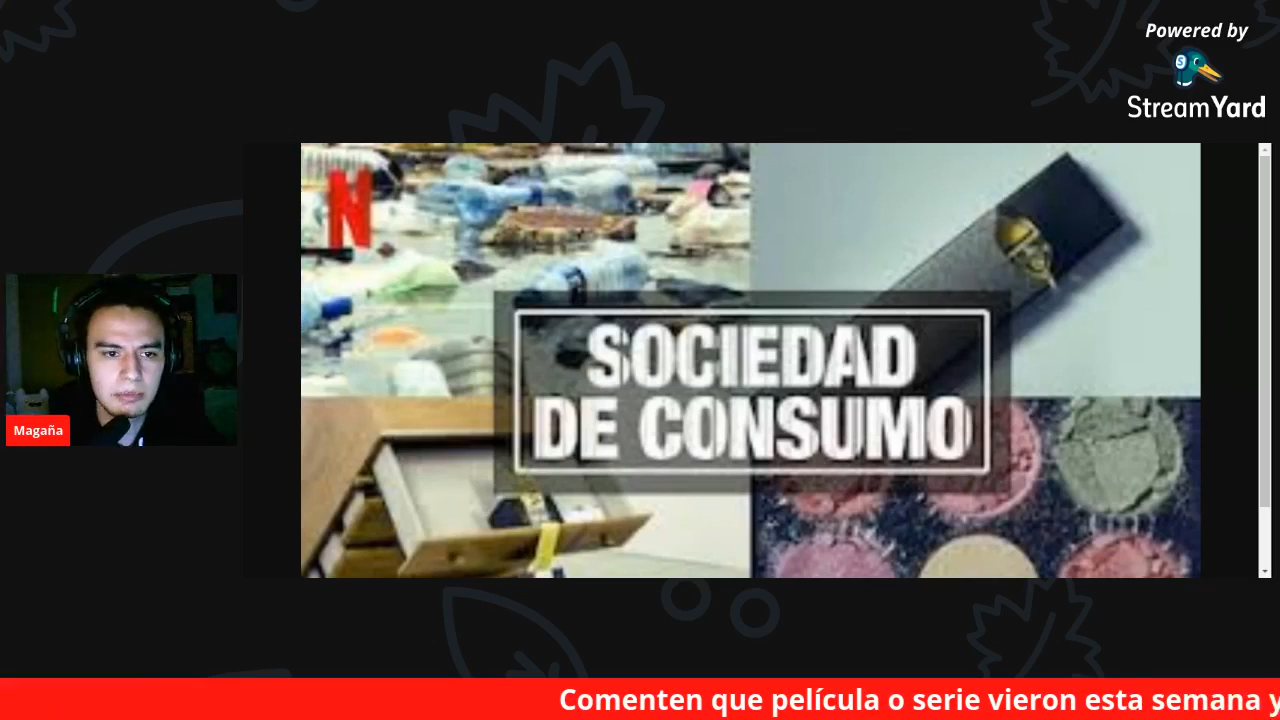 Powered by
StreamYard
N
SOCIEDAD
DE CONSUMO
Magaña
Comenten que película o serie vieron esta semana y